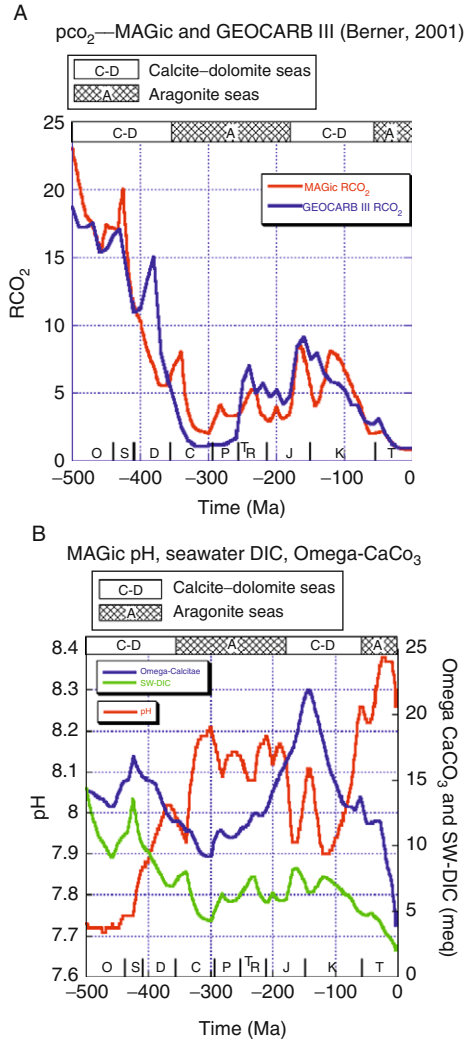 A
pco2––MAGic and GEOCARB III (Berner, 2001)
C-D Calcite–dolomite seas
A Aragonite seas
C-D A C-D A
25
20
15
10
5
0
RCO2
MAGic RCO2
GEOCARB III RCO2
O S D C P TR J K T
−500 −400 −300 −200 −100 0
Time (Ma)
B
MAGic pH, seawater DIC, Omega-CaCo3
C-D Calcite–dolomite seas
A Aragonite seas
C-D A C-D A
8.4
8.3
8.2
8.1
8
7.9
7.8
7.7
7.6
pH
Omega-Calcitae
SW-DIC
pH
25
20
15
10
5
0
Omega CaCO3 and SW-DIC (meq)
O S D C P TR J K T
−500 −400 −300 −200 −100 0
Time (Ma)